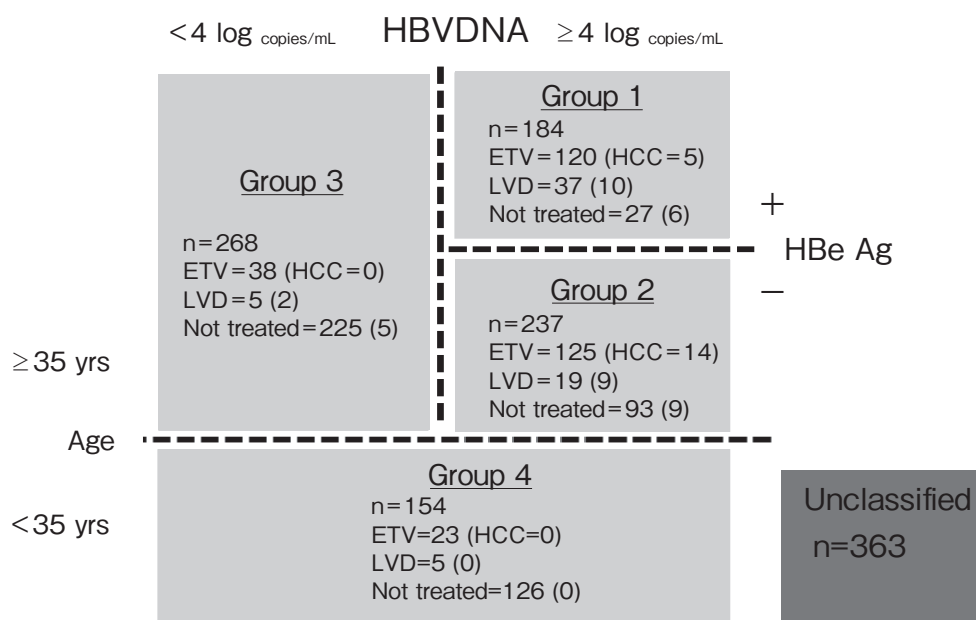 <4 log copies/mL HBVDNA ≥4 log copies/mL
Group 1
n=184
ETV=120 (HCC=5)
LVD=37 (10)
Not treated=27 (6)
+
HBe Ag
−
Group 3
n=268
ETV=38 (HCC=0)
LVD=5 (2)
Not treated=225 (5)
Group 2
n=237
ETV=125 (HCC=14)
LVD=19 (9)
Not treated=93 (9)
≥35 yrs
Age
<35 yrs
Group 4
n=154
ETV=23 (HCC=0)
LVD=5 (0)
Not treated=126 (0)
Unclassified
n=363